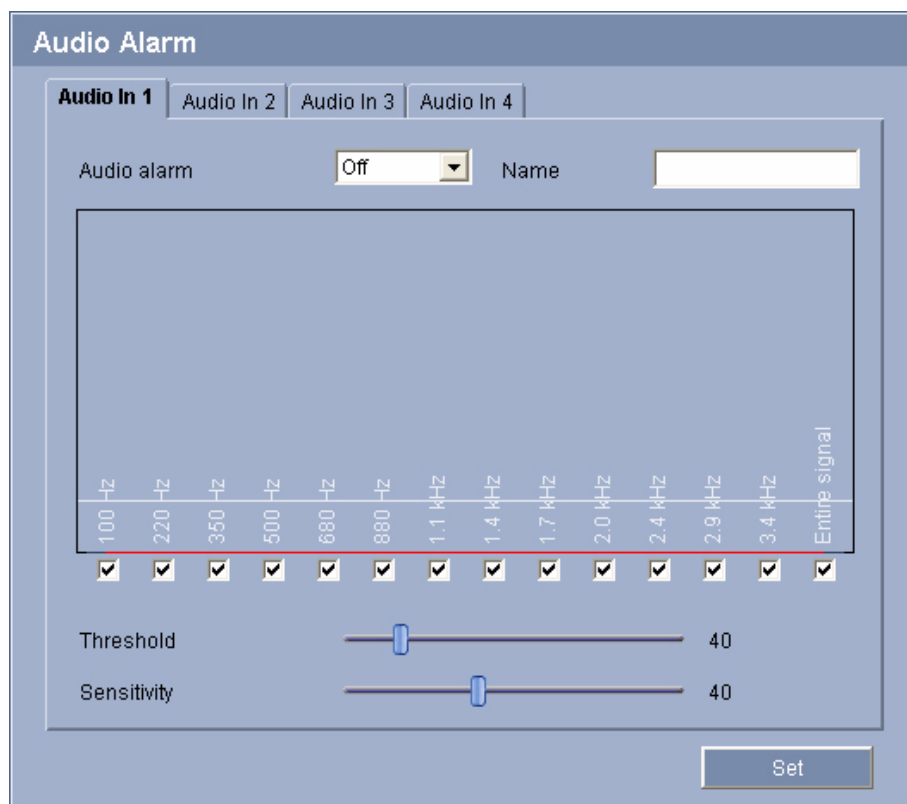 Audio Alarm
Audio In 1 Audio In 2 Audio In 3 Audio In 4
Audio alarm Off Name
100 Hz
220 Hz
350 Hz
500 Hz
680 Hz
880 Hz
1.1 kHz
1.4 kHz
1.7 kHz
2.0 kHz
2.4 kHz
2.9 kHz
3.4 kHz
Entire signal
Threshold 40
Sensitivity 40
Set